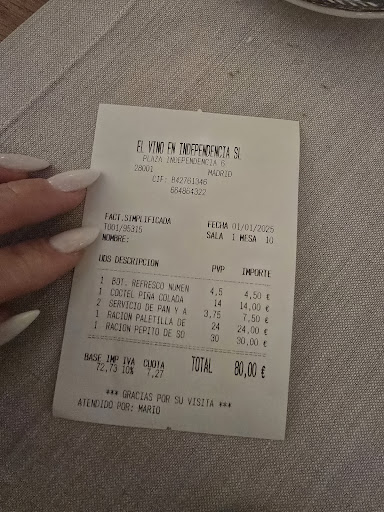 EL VINO EN INDEPENDENCIA SL
PLAZA INDEPENDENCIA 6
28001 MADRID
CIF: B42761346
664864322
FACT.SIMPLIFICADA FECHA 01/01/2025
T001/95315 SALA 1 MESA 10
NOMBRE:
UDS DESCRIPCION PVP IMPORTE
1 BOT. REFRESCO NUMEN 4,5 4,50 €
1 COCTEL PIÑA COLADA 14 14,00 €
2 SERVICIO DE PAN Y A 3,75 7,50 €
1 RACION PALETILLA DE 24 24,00 €
1 RACION PEPITO DE SO 30 30,00 €
BASE IMP IVA CUOTA TOTAL 80,00 €
72,73 10% 7,27
*** GRACIAS POR SU VISITA ***
ATENDIDO POR: MARIO